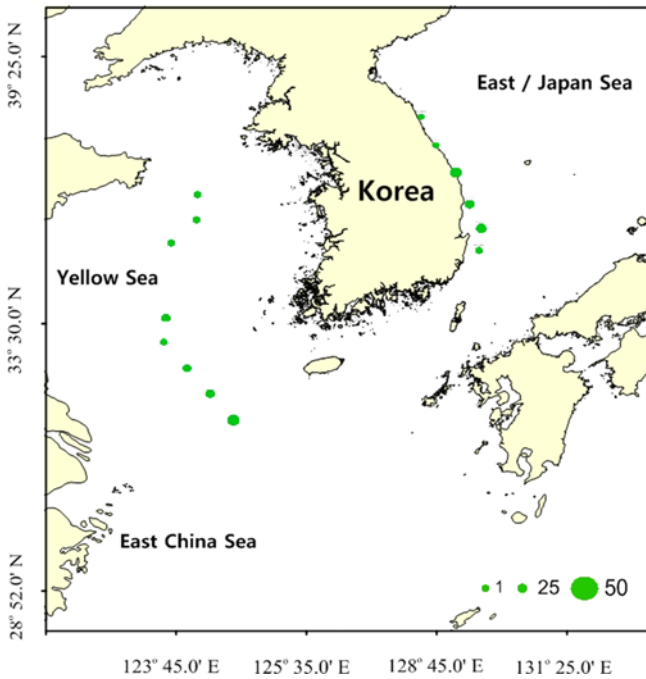 39° 25.0' N
East / Japan Sea
Korea
Yellow Sea
33° 30.0' N
East China Sea
1 25 50
28° 52.0' N
123° 45.0' E 125° 35.0' E 128° 45.0' E 131° 25.0' E